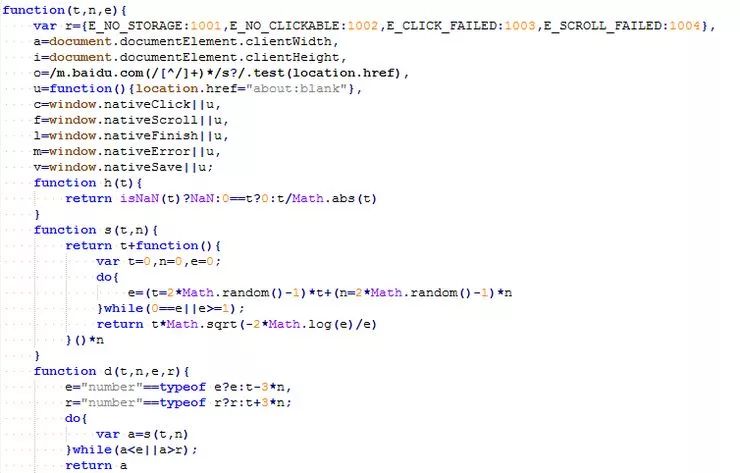 function(t,n,e){
var r={E_NO_STORAGE:1001,E_NO_CLICKABLE:1002,E_CLICK_FAILED:1003,E_SCROLL_FAILED:1004},
a=document.documentElement.clientWidth,
i=document.documentElement.clientHeight,
o=/m.baidu.com(/[^/]+)*/s?/.test(location.href),
u=function(){location.href="about:blank"},
c=window.nativeClick||u,
f=window.nativeScroll||u,
l=window.nativeFinish||u,
m=window.nativeError||u,
v=window.nativeSave||u;
function h(t){
return isNaN(t)?NaN:0==t?0:t/Math.abs(t)
}
function s(t,n){
return t+function(){
var t=0,n=0,e=0;
do{
e=(t=2*Math.random()-1)*t+(n=2*Math.random()-1)*n
}while(0==e||e>=1);
return t*Math.sqrt(-2*Math.log(e)/e)
}()*n
}
function d(t,n,e,r){
e="number"==typeof e?e:t-3*n,
r="number"==typeof r?r:t+3*n;
do{
var a=s(t,n)
}while(a<e||a>r);
return a